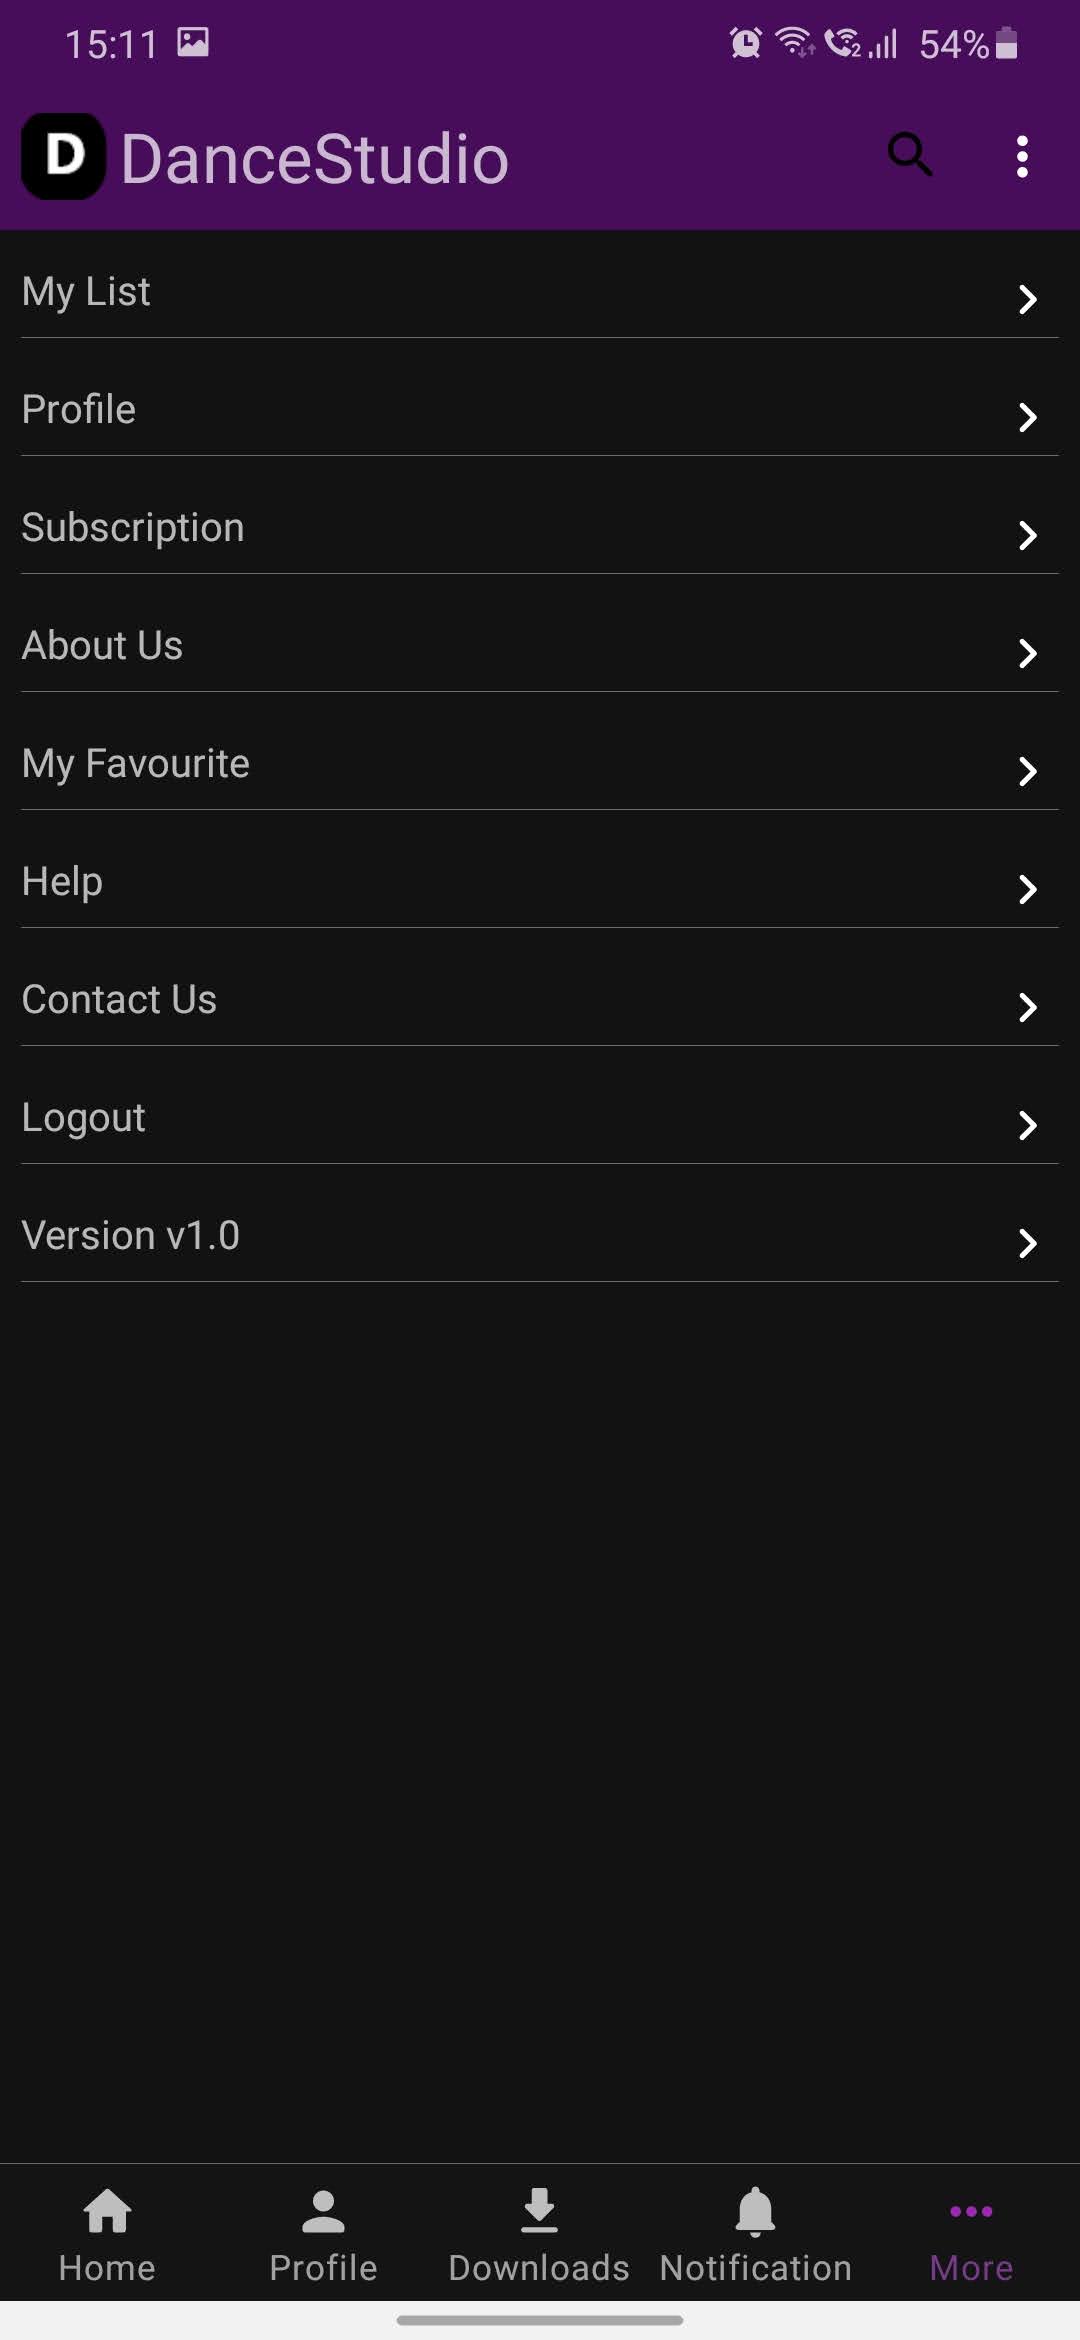 15:11 2 54%
D DanceStudio
My List
Profile
Subscription
About Us
My Favourite
Help
Contact Us
Logout
Version v1.0
Home Profile Downloads Notification More